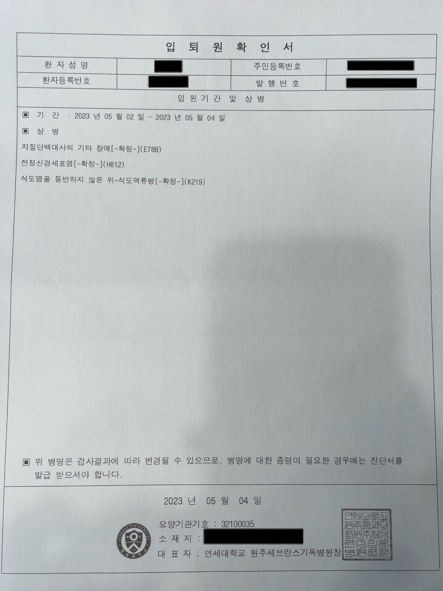 입 퇴 원 확 인 서
환 자 성 명
주민등록번호
환자등록번호
발 행 번 호
입 원 기 간 및 상 병
▣ 기 간 : 2023 년 05 월 02 일 - 2023 년 05 월 04 일
▣ 상 병
지질단백대사의 기타 장애[-확정-](E788)
전정신경세포염[-확정-](H812)
식도염을 동반하지 않은 위-식도역류병[-확정-](K219)
▣ 위 병명은 검사결과에 따라 변경될 수 있으므로, 병명에 대한 증명이 필요한 경우에는 진단서를
발급 받으셔야 합니다.
2023 년 05 월 04 일
요양기관기호 : 32100035
소 재 지 :
대 표 자 : 연세대학교 원주세브란스기독병원장